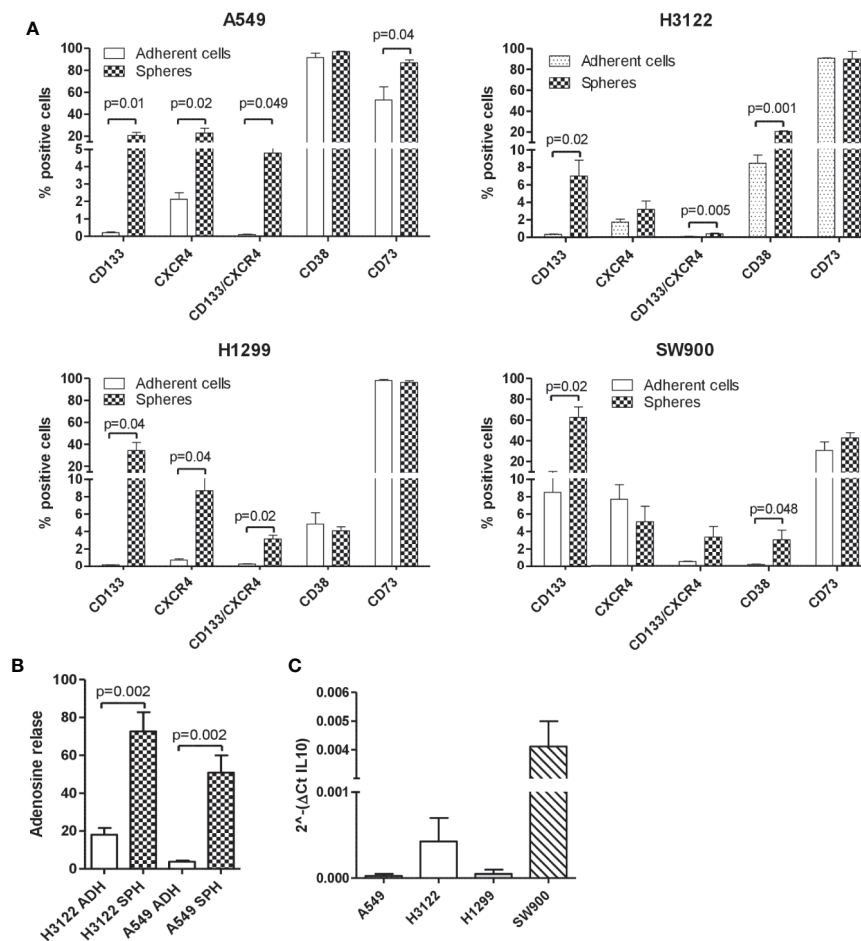 A
A549
% positive cells
100
80
60
40
20
5
4
3
2
1
0
Adherent cells
Spheres
p=0.01
p=0.02
p=0.049
p=0.04
CD133
CXCR4
CD133/CXCR4
CD38
CD73
H3122
% positive cells
100
80
60
40
20
10
8
6
4
2
0
Adherent cells
Spheres
p=0.02
p=0.005
p=0.001
CD133
CXCR4
CD133/CXCR4
CD38
CD73
H1299
% positive cells
100
80
60
40
20
10
8
6
4
2
0
Adherent cells
Spheres
p=0.04
p=0.04
p=0.02
CD133
CXCR4
CD133/CXCR4
CD38
CD73
SW900
% positive cells
100
80
60
40
20
10
8
6
4
2
0
Adherent cells
Spheres
p=0.02
p=0.048
CD133
CXCR4
CD133/CXCR4
CD38
CD73
B
Adenosine relase
100
80
60
40
20
0
p=0.002
p=0.002
H3122 ADH
H3122 SPH
A549 ADH
A549 SPH
C
2^-(ΔCt IL10)
0.006
0.005
0.004
0.001
0.000
A549
H3122
H1299
SW900